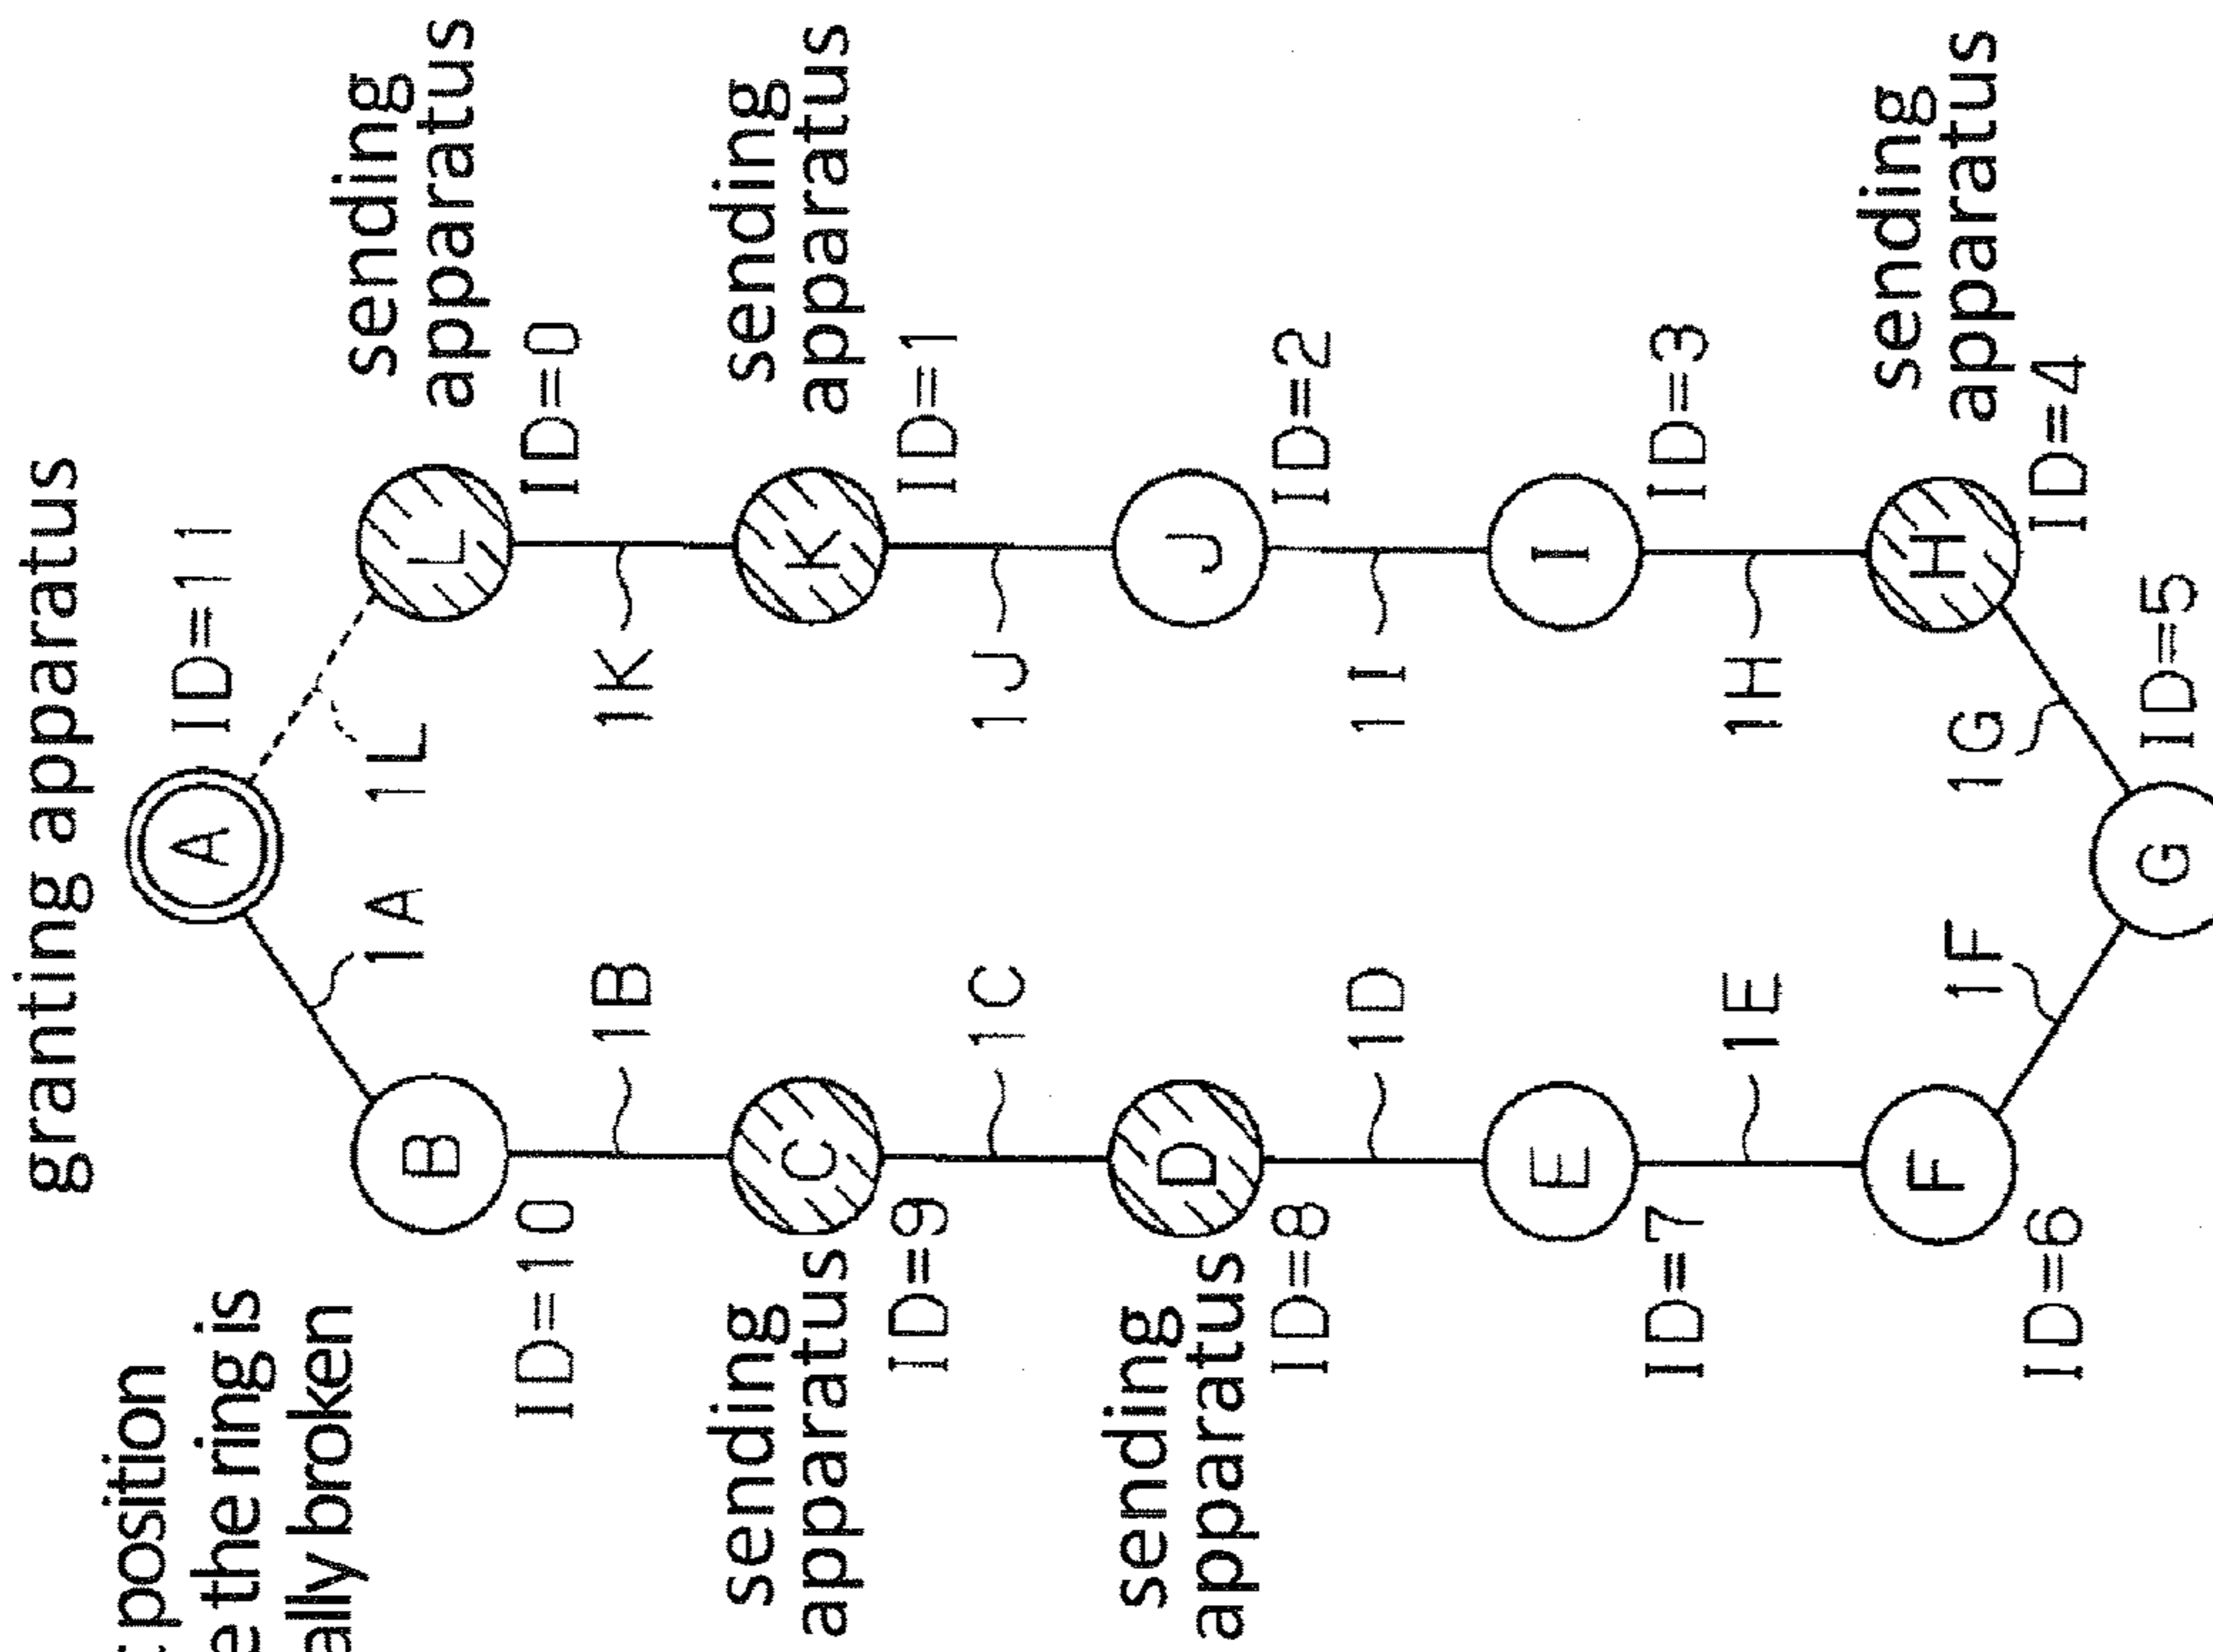 position
the ring is
broken
granting apparatus
A
ID=11
1A
1L
B
ID=10
L
ID=0
sending
apparatus
1B
1K
C
ID=9
sending
apparatus
K
ID=1
sending
apparatus
1C
1J
D
ID=8
sending
apparatus
J
ID=2
1D
1I
E
ID=7
I
ID=3
1E
1H
F
ID=6
H
ID=4
sending
apparatus
1F
1G
G
ID=5